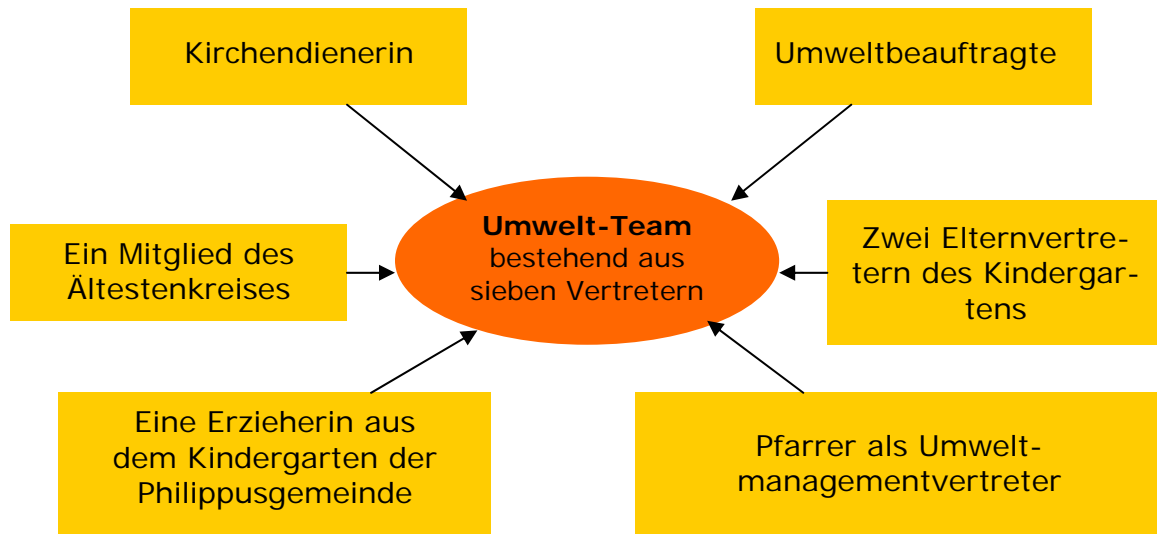 Kirchendienerin
Umweltbeauftragte
Umwelt-Team
bestehend aus
sieben Vertretern
Ein Mitglied des
Ältestenkreises
Zwei Elternvertre-
tern des Kindergar-
tens
Eine Erzieherin aus
dem Kindergarten der
Philippusgemeinde
Pfarrer als Umwelt-
managementvertreter